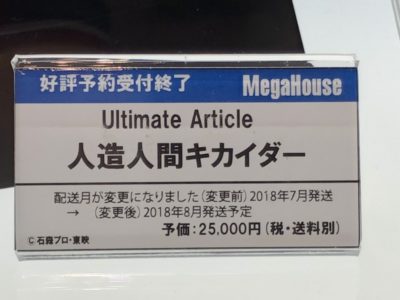 好評予約受付終了 MegaHouse
Ultimate Article
人造人間キカイダー
配送月が変更になりました(変更前)2018年7月発送
→ (変更後)2018年8月発送予定
予価:25,000円(税・送料別)
© 石森プロ・東映